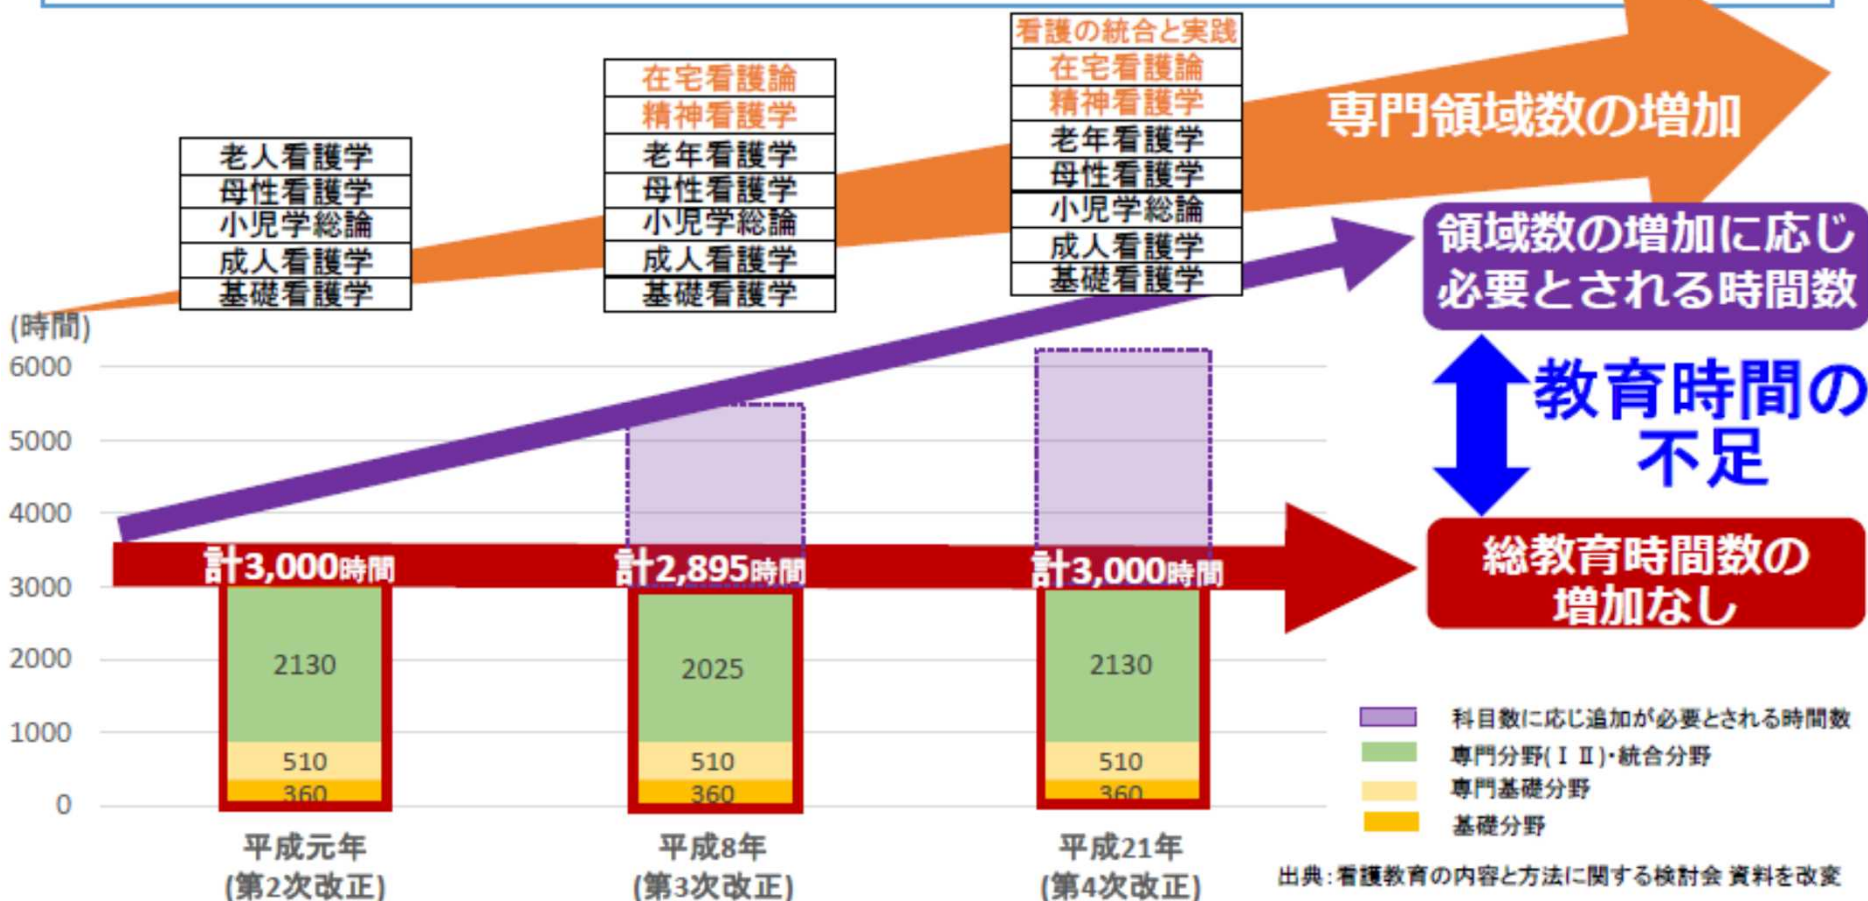 看護の統合と実践
在宅看護論
精神看護学
老年看護学
母性看護学
小児学総論
成人看護学
基礎看護学
在宅看護論
精神看護学
老年看護学
母性看護学
小児学総論
成人看護学
基礎看護学
老人看護学
母性看護学
小児学総論
成人看護学
基礎看護学
専門領域数の増加
領域数の増加に応じ
必要とされる時間数
教育時間の
不足
総教育時間数の
増加なし
(時間)
6000
5000
4000
3000
2000
1000
0
計3,000時間
計2,895時間
計3,000時間
2130
2025
2130
510
510
510
360
360
360
平成元年
(第2次改正)
平成8年
(第3次改正)
平成21年
(第4次改正)
科目数に応じ追加が必要とされる時間数
専門分野(ⅠⅡ)・統合分野
専門基礎分野
基礎分野
出典:看護教育の内容と方法に関する検討会 資料を改変